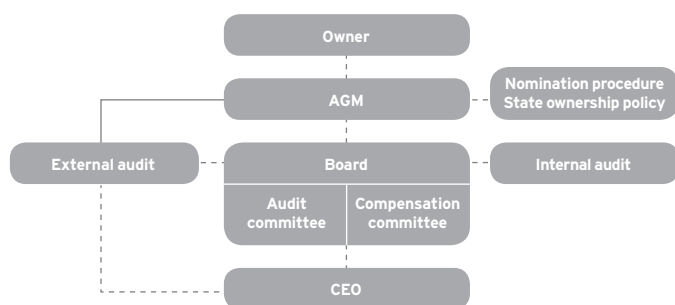 Owner
AGM
Nomination procedure
State ownership policy
External audit
Board
Internal audit
Audit
committee
Compensation
committee
CEO